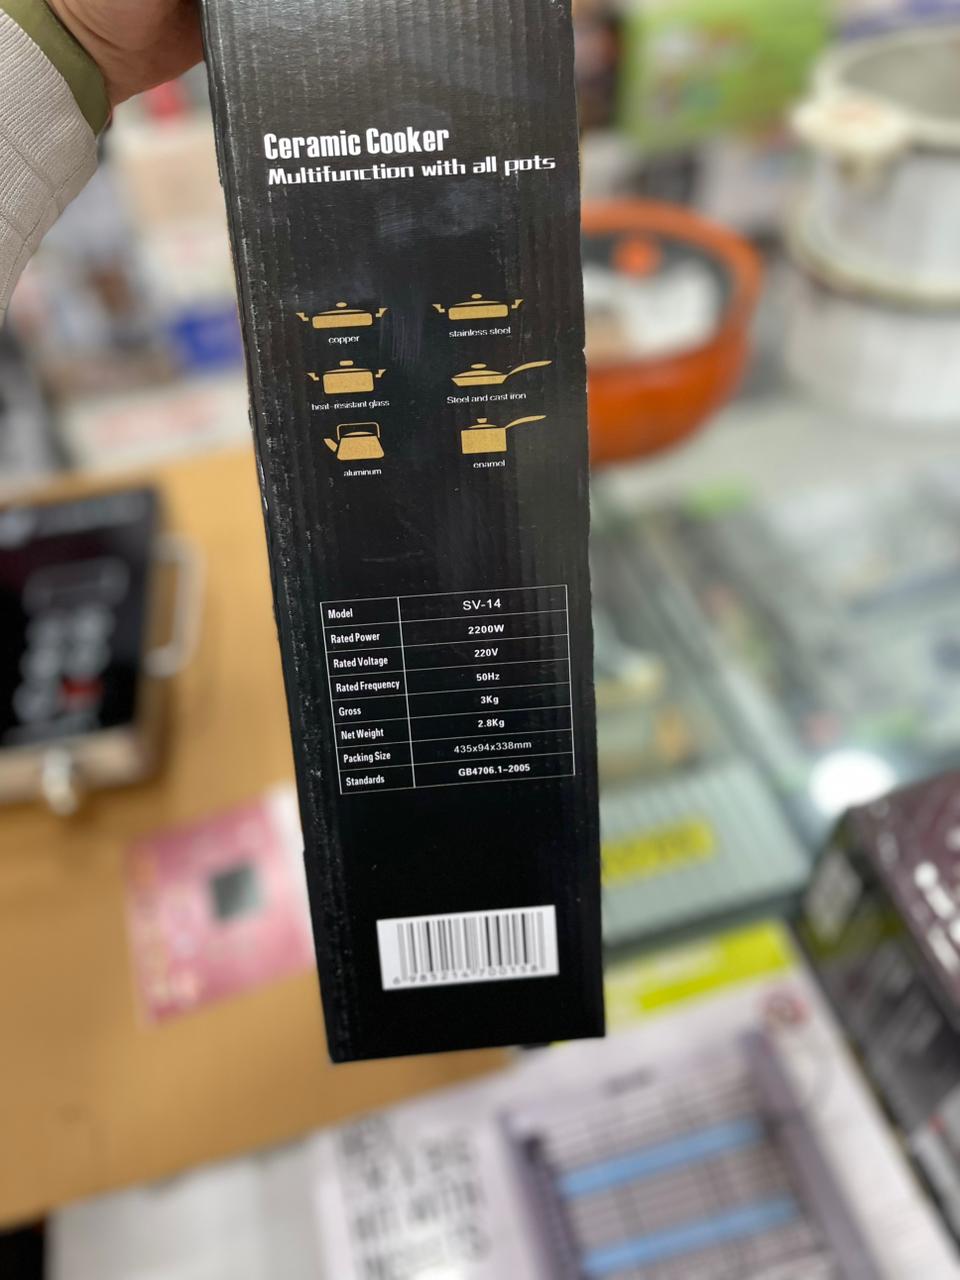 Ceramic Cooker
Multifunction with all pots
copper
stainless steel
heat-resistant glass
Steel and cast iron
aluminum
enamel
Model SV-14
Rated Power 2200W
Rated Voltage 220V
Rated Frequency 50Hz
Gross 3Kg
Net Weight 2.8Kg
Packing Size 435x94x338mm
Standards GB4706.1-2005